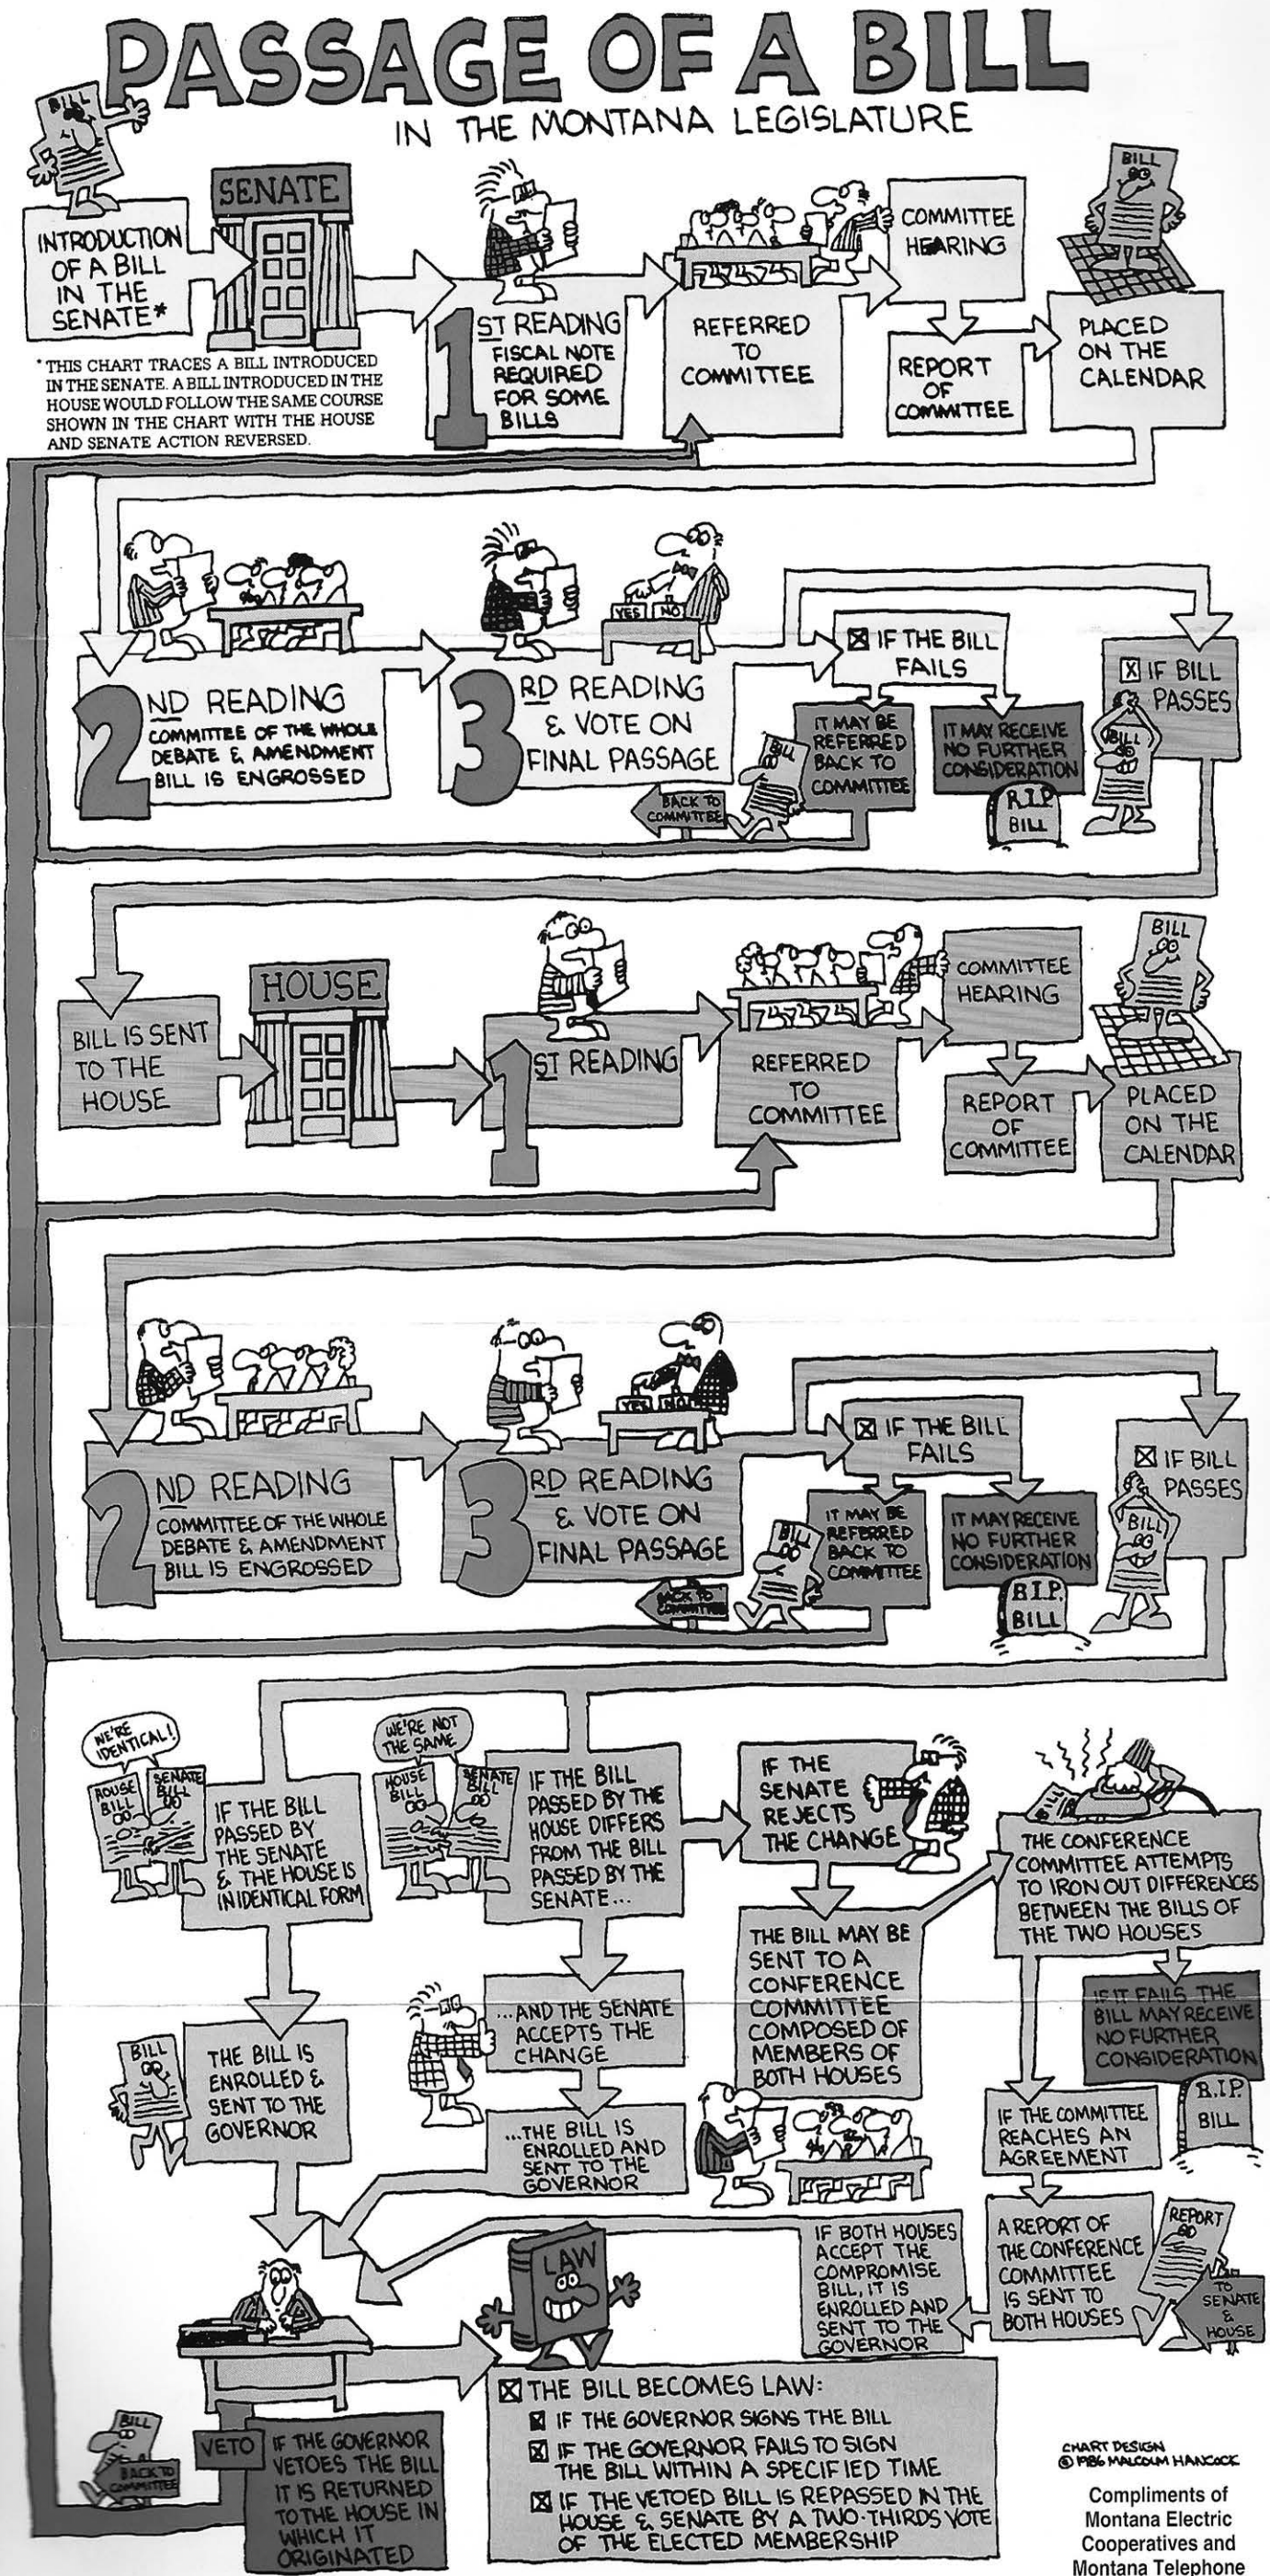 PASSAGE OF A BILL
IN THE MONTANA LEGISLATURE
BILL
INTRODUCTION
OF A BILL
IN THE
SENATE*
SENATE
* THIS CHART TRACES A BILL INTRODUCED
IN THE SENATE. A BILL INTRODUCED IN THE
HOUSE WOULD FOLLOW THE SAME COURSE
SHOWN IN THE CHART WITH THE HOUSE
AND SENATE ACTION REVERSED.
1ST READING
FISCAL NOTE
REQUIRED
FOR SOME
BILLS
REFERRED
TO
COMMITTEE
COMMITTEE
HEARING
REPORT
OF
COMMITTEE
BILL
PLACED
ON THE
CALENDAR
2ND READING
COMMITTEE OF THE WHOLE
DEBATE & AMENDMENT
BILL IS ENGROSSED
YES NO
3RD READING
& VOTE ON
FINAL PASSAGE
IF THE BILL
FAILS
IT MAY BE
REFERRED
BACK TO
COMMITTEE
BILL
BACK TO
COMMITTEE
IT MAY RECEIVE
NO FURTHER
CONSIDERATION
R.I.P.
BILL
IF BILL
PASSES
BILL
BILL IS SENT
TO THE
HOUSE
HOUSE
1ST READING
REFERRED
TO
COMMITTEE
COMMITTEE
HEARING
REPORT
OF
COMMITTEE
BILL
PLACED
ON THE
CALENDAR
2ND READING
COMMITTEE OF THE WHOLE
DEBATE & AMENDMENT
BILL IS ENGROSSED
YES NO
3RD READING
& VOTE ON
FINAL PASSAGE
IF THE BILL
FAILS
IT MAY BE
REFERRED
BACK TO
COMMITTEE
BILL
BACK TO
COMMITTEE
IT MAY RECEIVE
NO FURTHER
CONSIDERATION
R.I.P.
BILL
IF BILL
PASSES
BILL
WE'RE
IDENTICAL!
HOUSE
BILL
SENATE
BILL
IF THE BILL
PASSED BY
THE SENATE
& THE HOUSE IS
IN IDENTICAL FORM
WE'RE NOT
THE SAME
HOUSE
BILL
SENATE
BILL
IF THE BILL
PASSED BY THE
HOUSE DIFFERS
FROM THE BILL
PASSED BY THE
SENATE...
IF THE
SENATE
REJECTS
THE CHANGE
BILL
THE CONFERENCE
COMMITTEE ATTEMPTS
TO IRON OUT DIFFERENCES
BETWEEN THE BILLS OF
THE TWO HOUSES
THE BILL MAY BE
SENT TO A
CONFERENCE
COMMITTEE
COMPOSED OF
MEMBERS OF
BOTH HOUSES
IF IT FAILS THE
BILL MAY RECEIVE
NO FURTHER
CONSIDERATION
R.I.P.
BILL
...AND THE SENATE
ACCEPTS THE
CHANGE
BILL
THE BILL IS
ENROLLED &
SENT TO THE
GOVERNOR
...THE BILL IS
ENROLLED AND
SENT TO THE
GOVERNOR
IF THE COMMITTEE
REACHES AN
AGREEMENT
A REPORT OF
THE CONFERENCE
COMMITTEE
IS SENT TO
BOTH HOUSES
REPORT
TO
SENATE
&
HOUSE
IF BOTH HOUSES
ACCEPT THE
COMPROMISE
BILL, IT IS
ENROLLED AND
SENT TO THE
GOVERNOR
LAW
THE BILL BECOMES LAW:
IF THE GOVERNOR SIGNS THE BILL
IF THE GOVERNOR FAILS TO SIGN
THE BILL WITHIN A SPECIFIED TIME
IF THE VETOED BILL IS REPASSED IN THE
HOUSE & SENATE BY A TWO-THIRDS VOTE
OF THE ELECTED MEMBERSHIP
BILL
BACK TO
COMMITTEE
VETO
IF THE GOVERNOR
VETOES THE BILL
IT IS RETURNED
TO THE HOUSE IN
WHICH IT
ORIGINATED
CHART DESIGN
© 1986 MALCOLM HANCOCK
Compliments of
Montana Electric
Cooperatives and
Montana Telephone